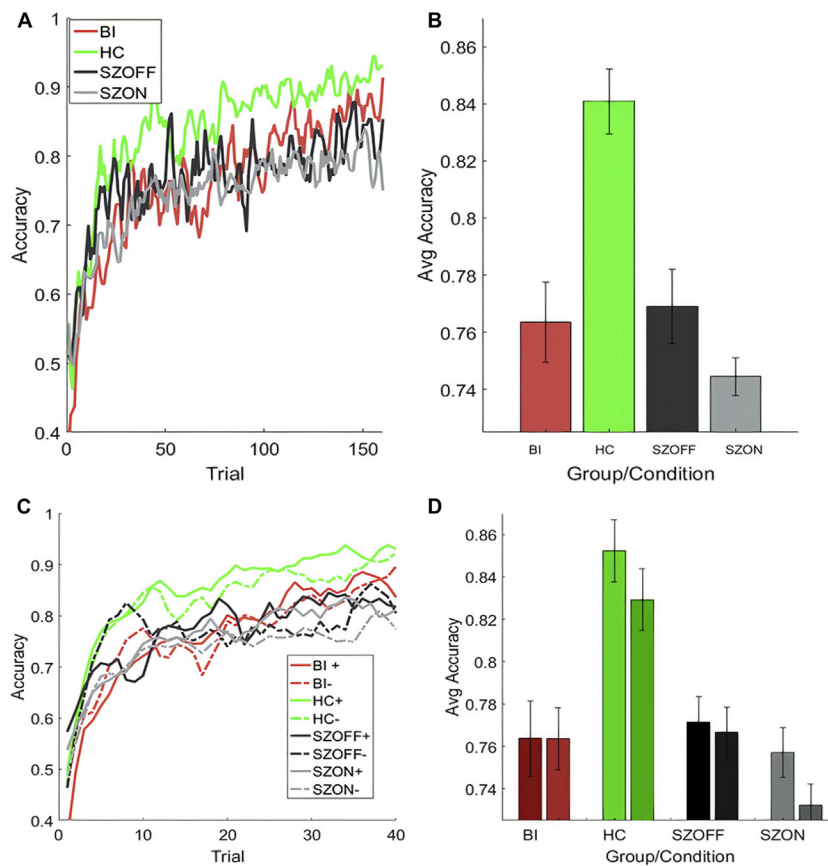 A
BI
HC
SZOFF
SZON
1
0.9
0.8
0.7
0.6
0.5
0.4
Accuracy
0
50
100
150
Trial
B
0.86
0.84
0.82
0.8
0.78
0.76
0.74
Avg Accuracy
BI
HC
SZOFF
SZON
Group/Condition
C
1
0.9
0.8
0.7
0.6
0.5
0.4
Accuracy
BI +
BI-
HC+
HC-
SZOFF+
SZOFF-
SZON+
SZON-
0
10
20
30
40
Trial
D
0.86
0.84
0.82
0.8
0.78
0.76
0.74
Avg Accuracy
BI
HC
SZOFF
SZON
Group/Condition